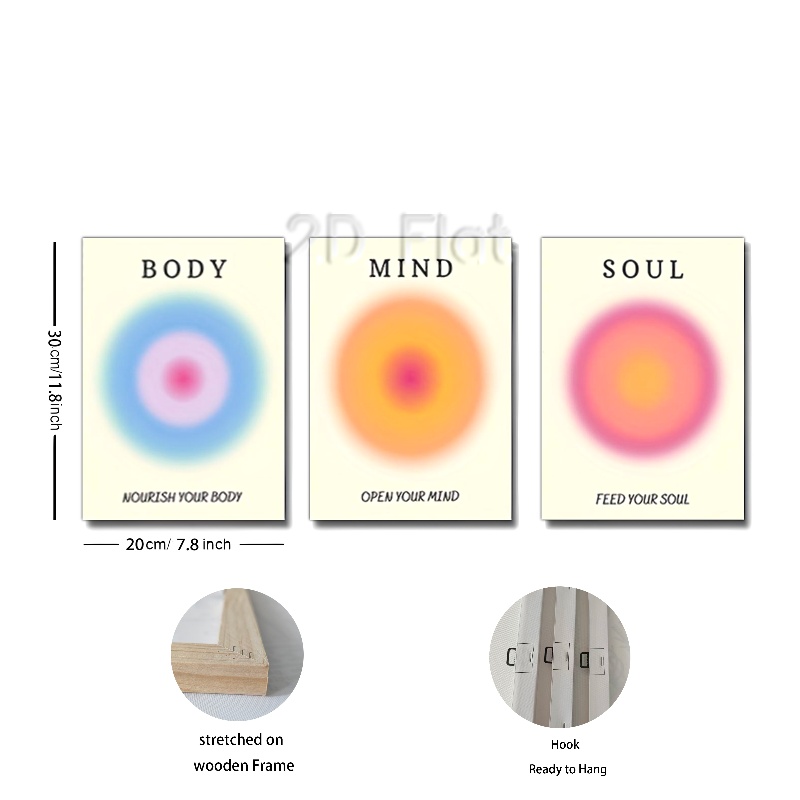 2D Flat
BODY
MIND
SOUL
30cm/11.8inch
NOURISH YOUR BODY
OPEN YOUR MIND
FEED YOUR SOUL
20cm/ 7.8 inch
stretched on
wooden Frame
Hook
Ready to Hang